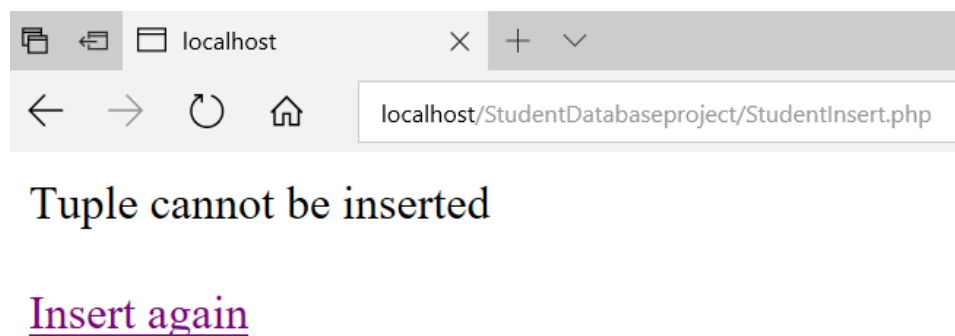 localhost
localhost/StudentDatabaseproject/StudentInsert.php
Tuple cannot be inserted
Insert again